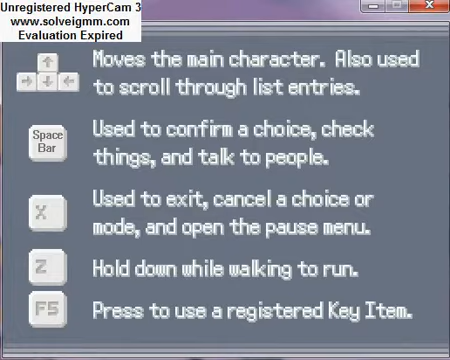 Unregistered HyperCam 3
www.solveigmm.com
Evaluation Expired
Moves the main character. Also used
to scroll through list entries.
Space
Bar
Used to confirm a choice, check
things, and talk to people.
X
Used to exit, cancel a choice or
mode, and open the pause menu.
Z
Hold down while walking to run.
F5
Press to use a registered Key Item.